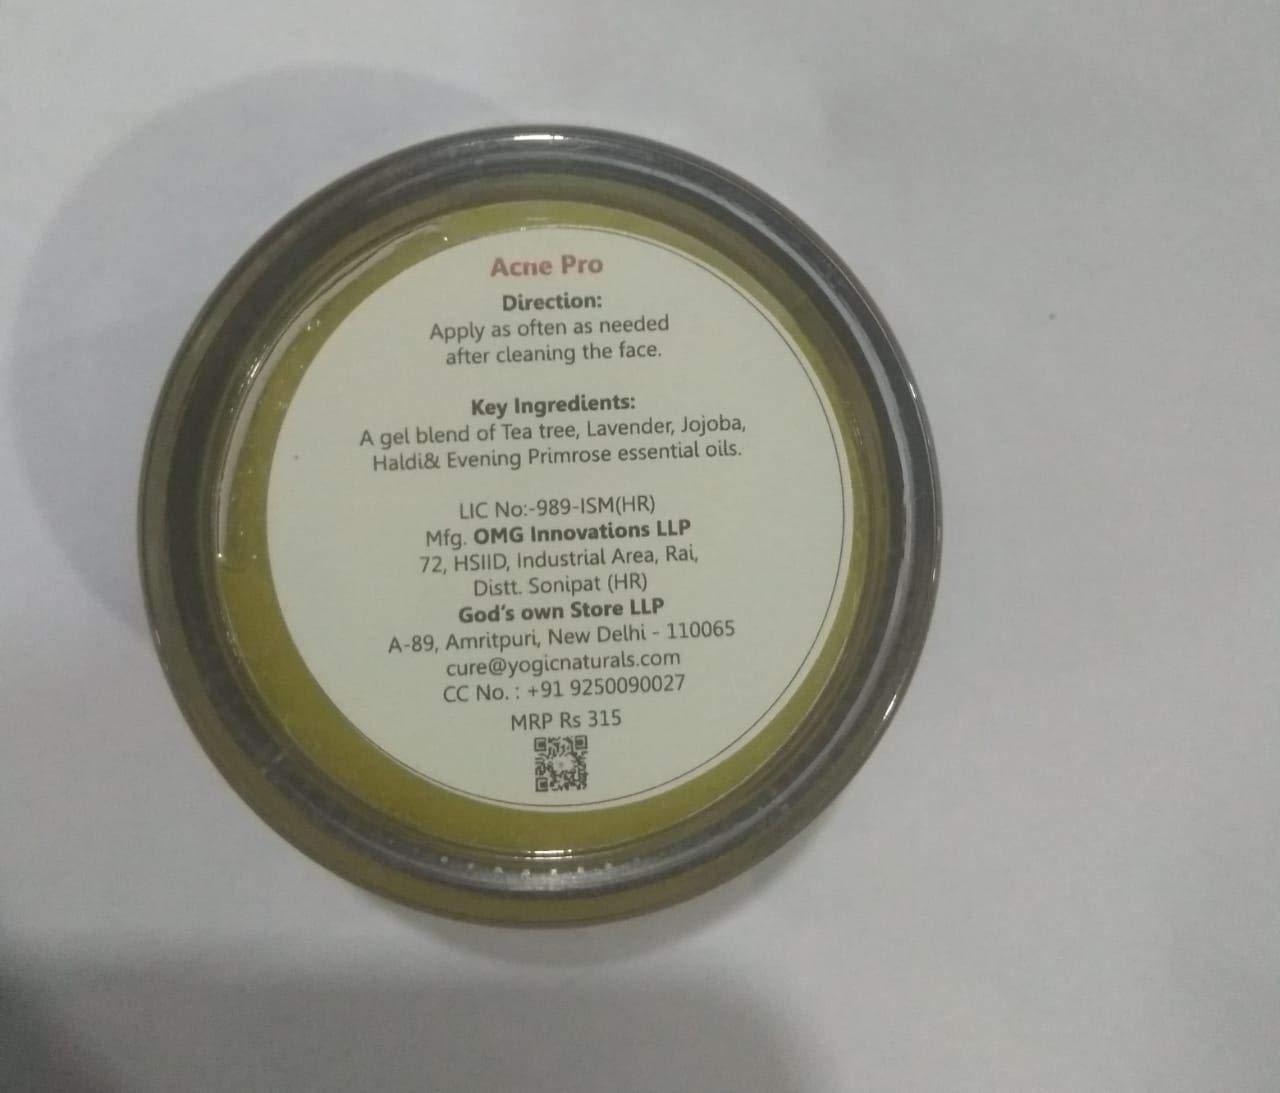 Acne Pro
Direction:
Apply as often as needed
after cleaning the face.
Key Ingredients:
A gel blend of Tea tree, Lavender, Jojoba,
Haldi& Evening Primrose essential oils.
LIC No:-989-ISM(HR)
Mfg. OMG Innovations LLP
72, HSIID, Industrial Area, Rai,
Distt. Sonipat (HR)
God's own Store LLP
A-89, Amritpuri, New Delhi - 110065
cure@yogicnaturals.com
CC No. : +91 9250090027
MRP Rs 315